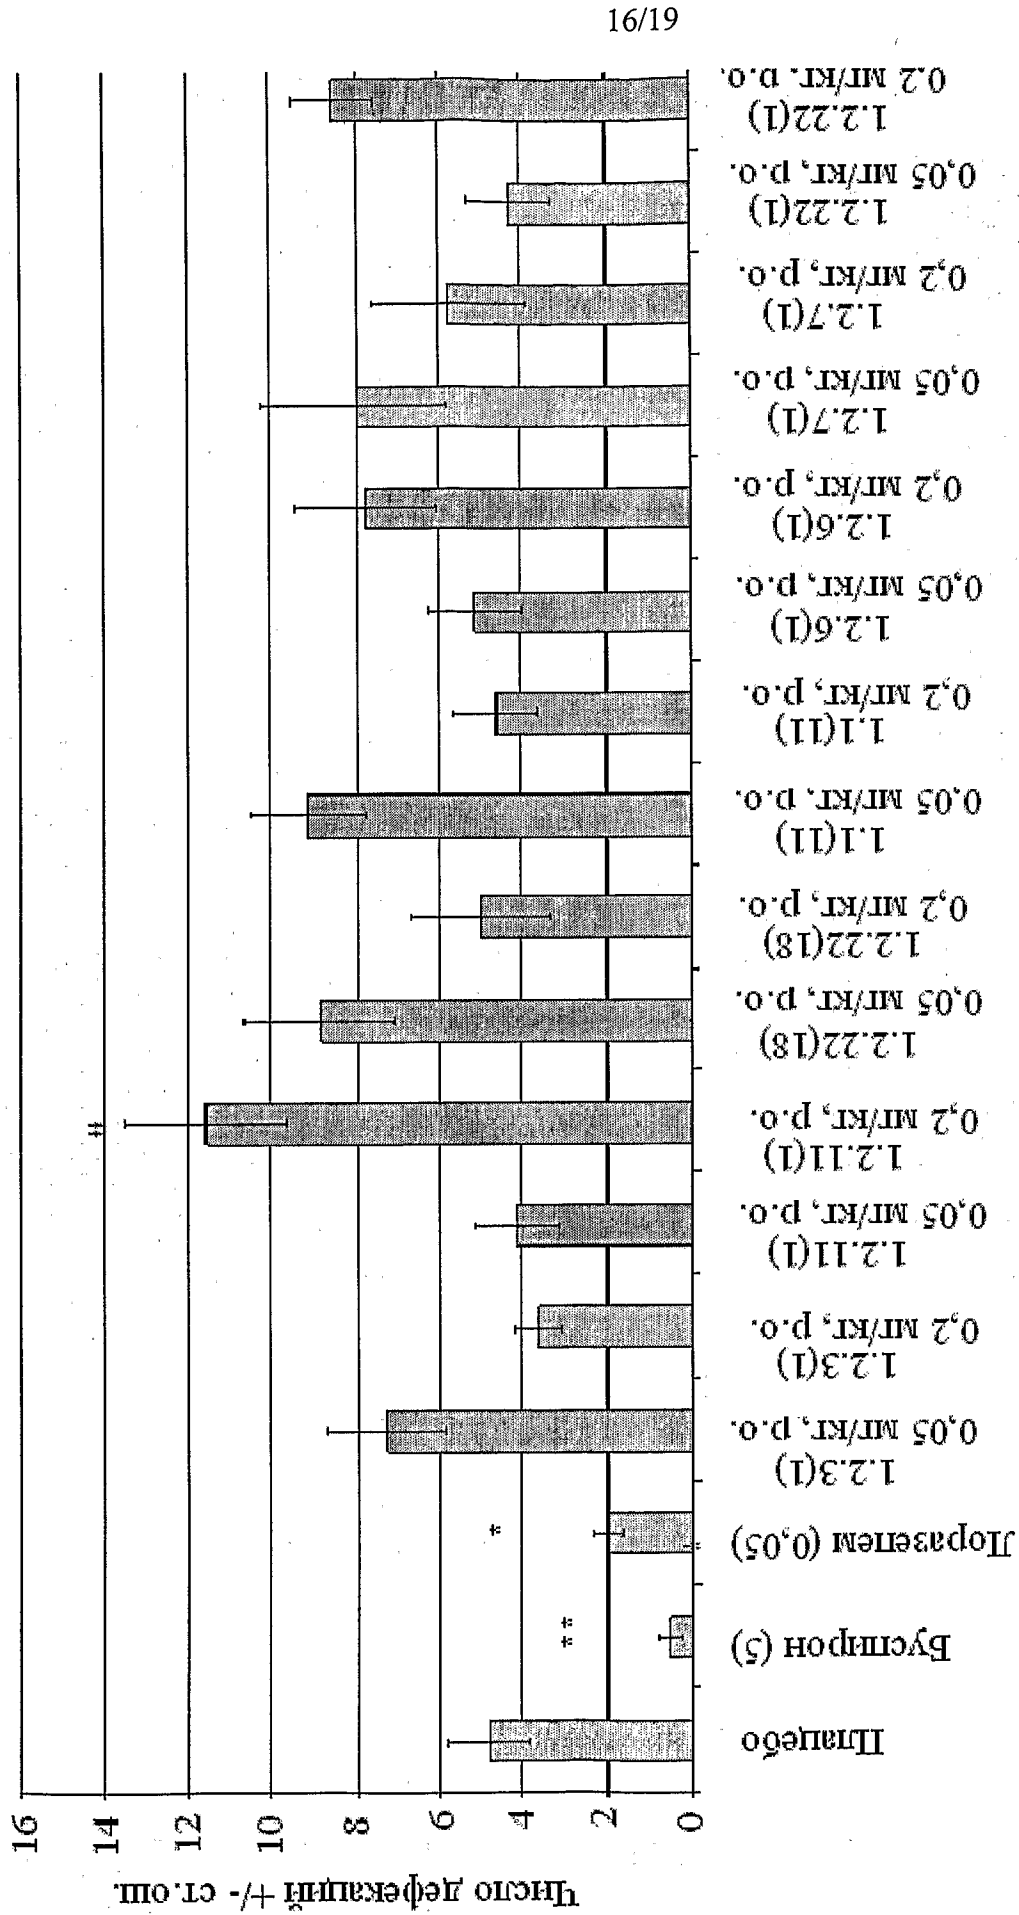 16/19
Число дефекаций +/- ст.ош.
16
14
12
10
8
6
4
2
0
#
*
**
Плацебо
Буспирон (5)
Лоразепем (0,05)
1.2.3(1)
0,05 мг/кг, р.о.
1.2.3(1)
0,2 мг/кг, р.о.
1.2.11(1)
0,05 мг/кг, р.о.
1.2.11(1)
0,2 мг/кг, р.о.
1.2.22(18)
0,05 мг/кг, р.о.
1.2.22(18)
0,2 мг/кг, р.о.
1.1(11)
0,05 мг/кг, р.о.
1.1(11)
0,2 мг/кг, р.о.
1.2.6(1)
0,05 мг/кг, р.о.
1.2.6(1)
0,2 мг/кг, р.о.
1.2.7(1)
0,05 мг/кг, р.о.
1.2.7(1)
0,2 мг/кг, р.о.
1.2.22(1)
0,05 мг/кг, р.о.
1.2.22(1)
0.2 мг/кг. р.о.